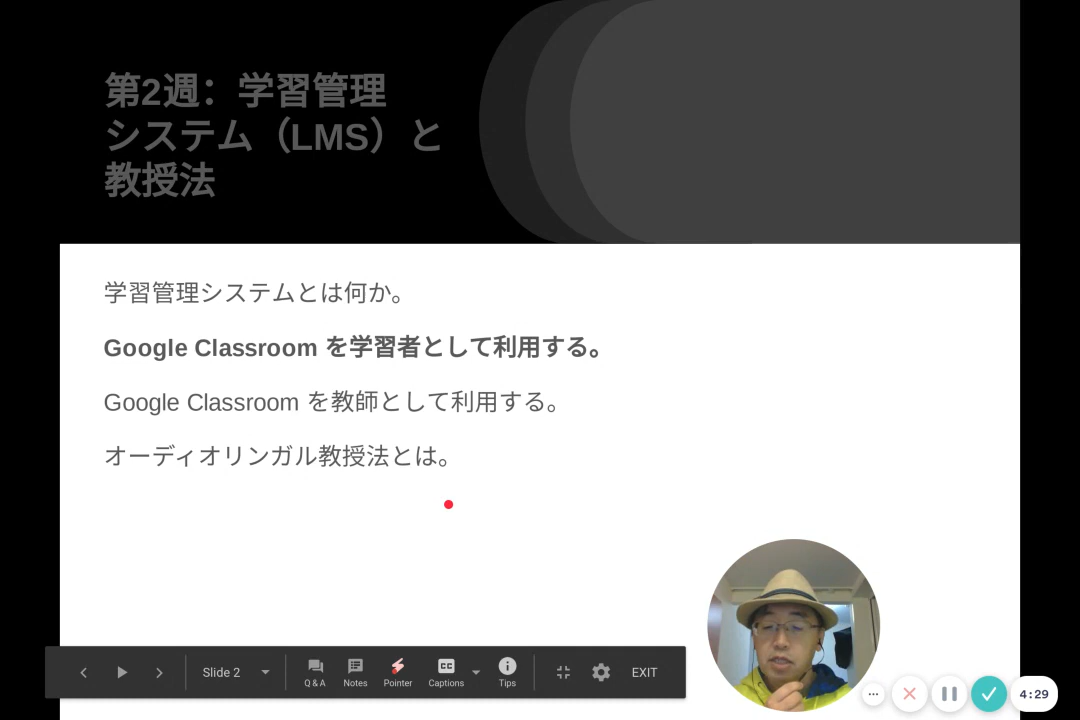 第2週：学習管理
システム（LMS）と
教授法
学習管理システムとは何か。
Google Classroom を学習者として利用する。
Google Classroom を教師として利用する。
オーディオリンガル教授法とは。
Slide 2
Q & A
Notes
Pointer
CC
Captions
Tips
EXIT
4:29